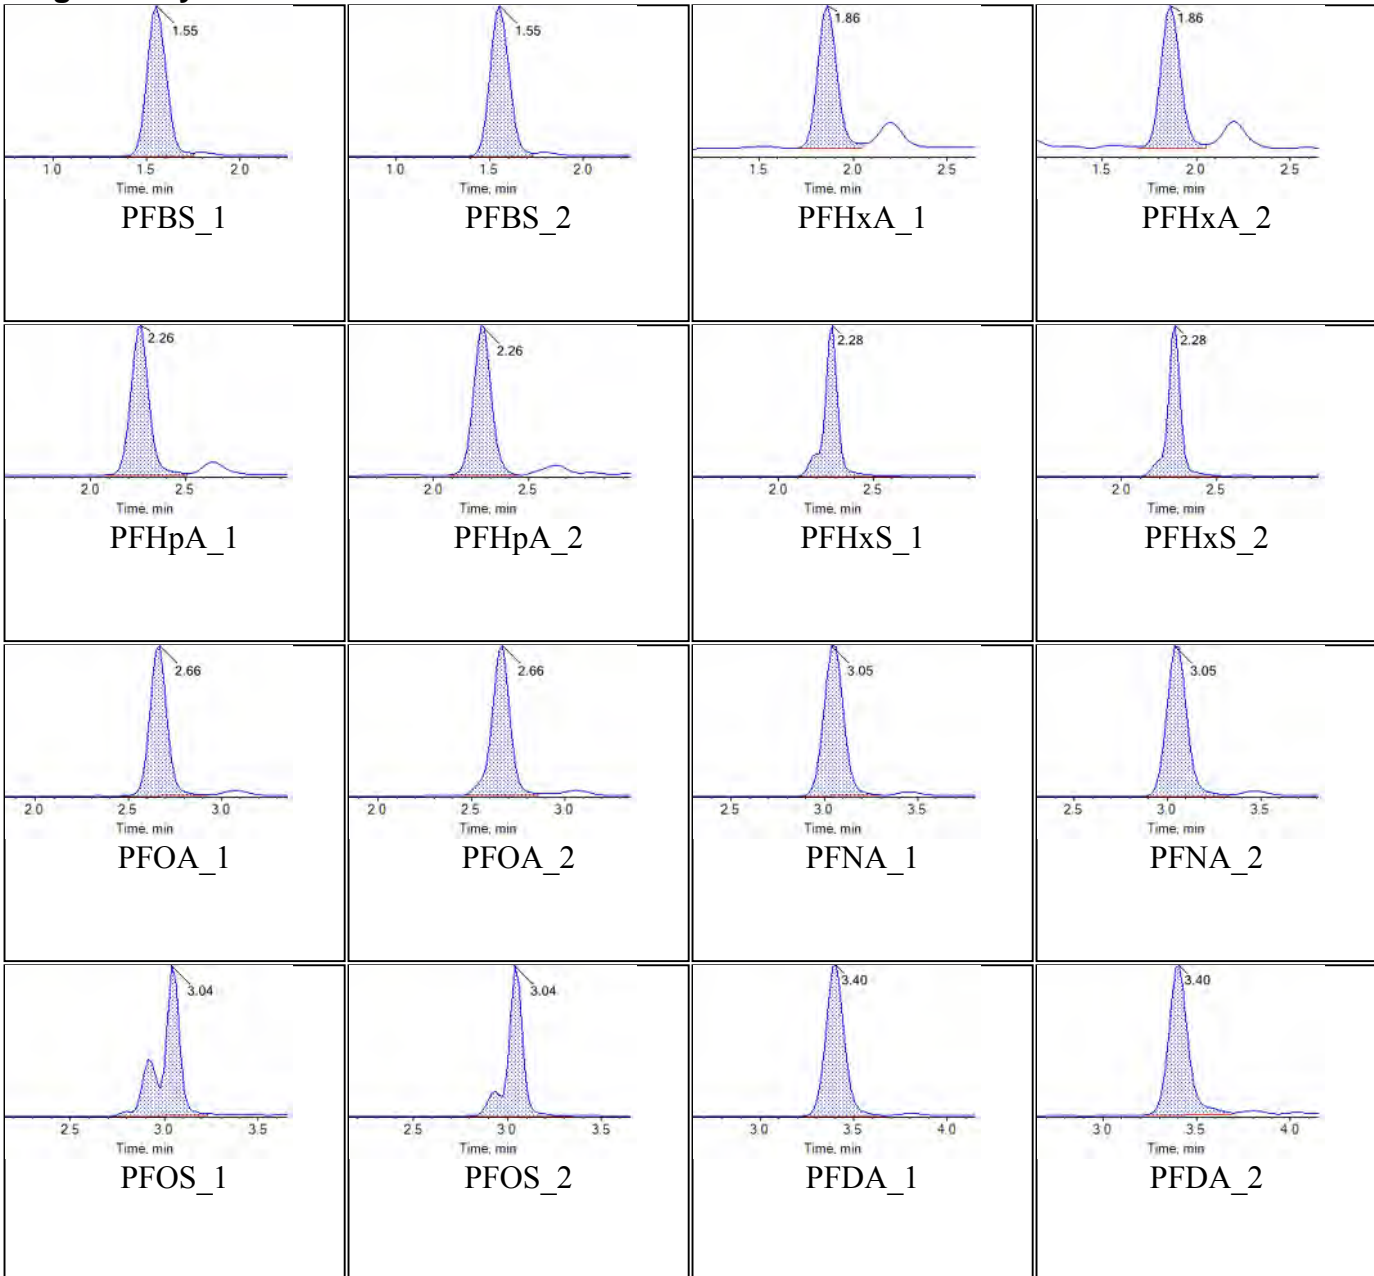 1.55 1.55 1.86 1.86
1.0 1.5 2.0 1.0 1.5 2.0 1.5 2.0 2.5 1.5 2.0 2.5
Time, min Time, min Time, min Time, min
PFBS_1 PFBS_2 PFHxA_1 PFHxA_2
2.26 2.26 2.28 2.28
2.0 2.5 2.0 2.5 2.0 2.5 2.0 2.5
Time, min Time, min Time, min Time, min
PFHpA_1 PFHpA_2 PFHxS_1 PFHxS_2
2.66 2.66 3.05 3.05
2.0 2.5 3.0 2.0 2.5 3.0 2.5 3.0 3.5 2.5 3.0 3.5
Time, min Time, min Time, min Time, min
PFOA_1 PFOA_2 PFNA_1 PFNA_2
3.04 3.04 3.40 3.40
2.5 3.0 3.5 2.5 3.0 3.5 3.0 3.5 4.0 3.0 3.5 4.0
Time, min Time, min Time, min Time, min
PFOS_1 PFOS_2 PFDA_1 PFDA_2